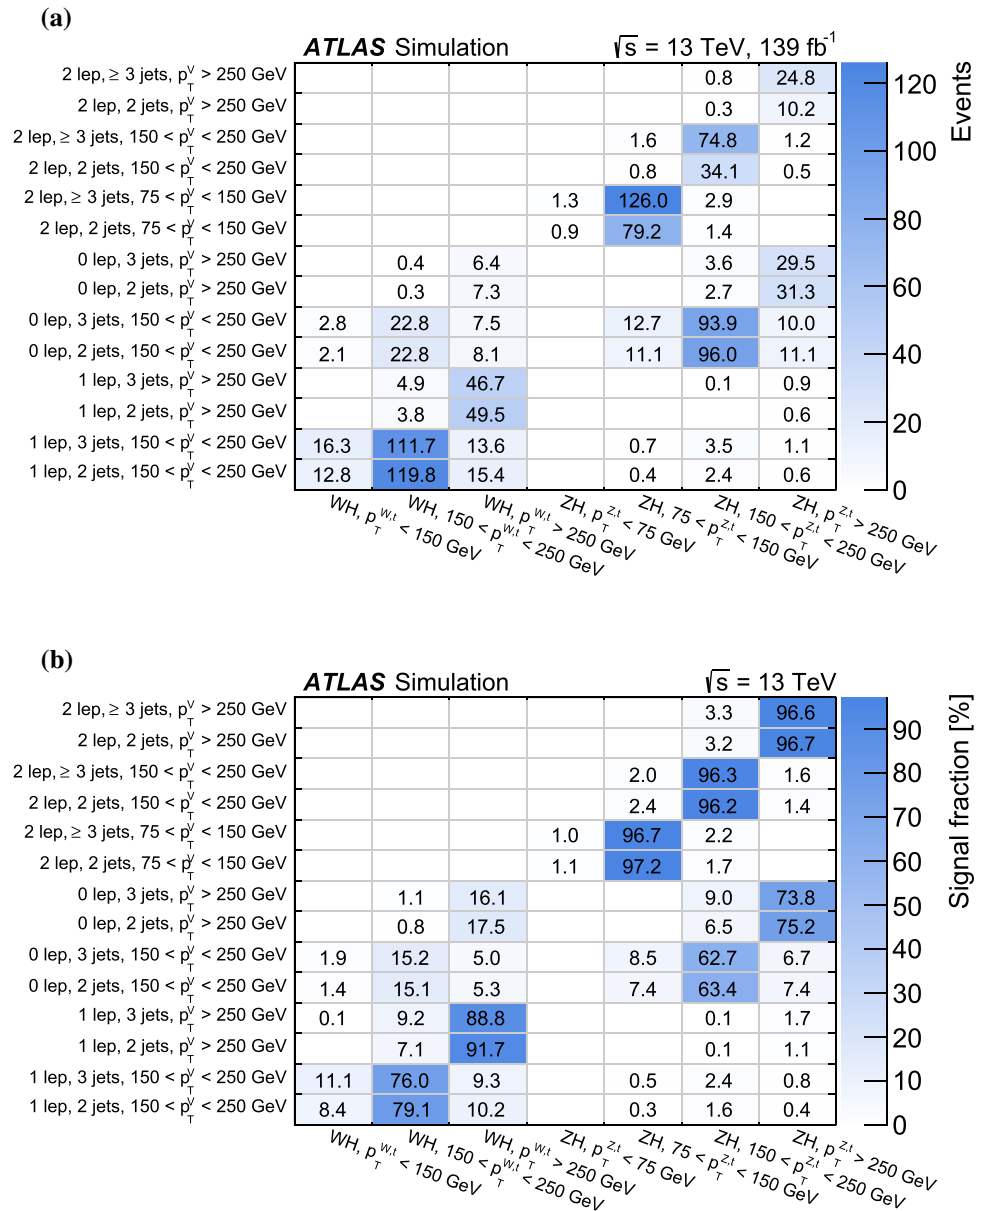 (a)
ATLAS Simulation √s = 13 TeV, 139 fb-1
2 lep, ≥ 3 jets, p_T^V > 250 GeV 0.8 24.8
2 lep, 2 jets, p_T^V > 250 GeV 0.3 10.2
2 lep, ≥ 3 jets, 150 < p_T^V < 250 GeV 1.6 74.8 1.2
2 lep, 2 jets, 150 < p_T^V < 250 GeV 0.8 34.1 0.5
2 lep, ≥ 3 jets, 75 < p_T^V < 150 GeV 1.3 126.0 2.9
2 lep, 2 jets, 75 < p_T^V < 150 GeV 0.9 79.2 1.4
0 lep, 3 jets, p_T^V > 250 GeV 0.4 6.4 3.6 29.5
0 lep, 2 jets, p_T^V > 250 GeV 0.3 7.3 2.7 31.3
0 lep, 3 jets, 150 < p_T^V < 250 GeV 2.8 22.8 7.5 12.7 93.9 10.0
0 lep, 2 jets, 150 < p_T^V < 250 GeV 2.1 22.8 8.1 11.1 96.0 11.1
1 lep, 3 jets, p_T^V > 250 GeV 4.9 46.7 0.1 0.9
1 lep, 2 jets, p_T^V > 250 GeV 3.8 49.5 0.6
1 lep, 3 jets, 150 < p_T^V < 250 GeV 16.3 111.7 13.6 0.7 3.5 1.1
1 lep, 2 jets, 150 < p_T^V < 250 GeV 12.8 119.8 15.4 0.4 2.4 0.6
WH, p_T^W,t < 150 GeV
WH, 150 < p_T^W,t < 250 GeV
WH, p_T^W,t > 250 GeV
ZH, p_T^Z,t < 75 GeV
ZH, 75 < p_T^Z,t < 150 GeV
ZH, 150 < p_T^Z,t < 250 GeV
ZH, p_T^Z,t > 250 GeV
120
100
80
60
40
20
0
Events
(b)
ATLAS Simulation √s = 13 TeV
2 lep, ≥ 3 jets, p_T^V > 250 GeV 3.3 96.6
2 lep, 2 jets, p_T^V > 250 GeV 3.2 96.7
2 lep, ≥ 3 jets, 150 < p_T^V < 250 GeV 2.0 96.3 1.6
2 lep, 2 jets, 150 < p_T^V < 250 GeV 2.4 96.2 1.4
2 lep, ≥ 3 jets, 75 < p_T^V < 150 GeV 1.0 96.7 2.2
2 lep, 2 jets, 75 < p_T^V < 150 GeV 1.1 97.2 1.7
0 lep, 3 jets, p_T^V > 250 GeV 1.1 16.1 9.0 73.8
0 lep, 2 jets, p_T^V > 250 GeV 0.8 17.5 6.5 75.2
0 lep, 3 jets, 150 < p_T^V < 250 GeV 1.9 15.2 5.0 8.5 62.7 6.7
0 lep, 2 jets, 150 < p_T^V < 250 GeV 1.4 15.1 5.3 7.4 63.4 7.4
1 lep, 3 jets, p_T^V > 250 GeV 0.1 9.2 88.8 0.1 1.7
1 lep, 2 jets, p_T^V > 250 GeV 7.1 91.7 0.1 1.1
1 lep, 3 jets, 150 < p_T^V < 250 GeV 11.1 76.0 9.3 0.5 2.4 0.8
1 lep, 2 jets, 150 < p_T^V < 250 GeV 8.4 79.1 10.2 0.3 1.6 0.4
WH, p_T^W,t < 150 GeV
WH, 150 < p_T^W,t < 250 GeV
WH, p_T^W,t > 250 GeV
ZH, p_T^Z,t < 75 GeV
ZH, 75 < p_T^Z,t < 150 GeV
ZH, 150 < p_T^Z,t < 250 GeV
ZH, p_T^Z,t > 250 GeV
90
80
70
60
50
40
30
20
10
0
Signal fraction [%]